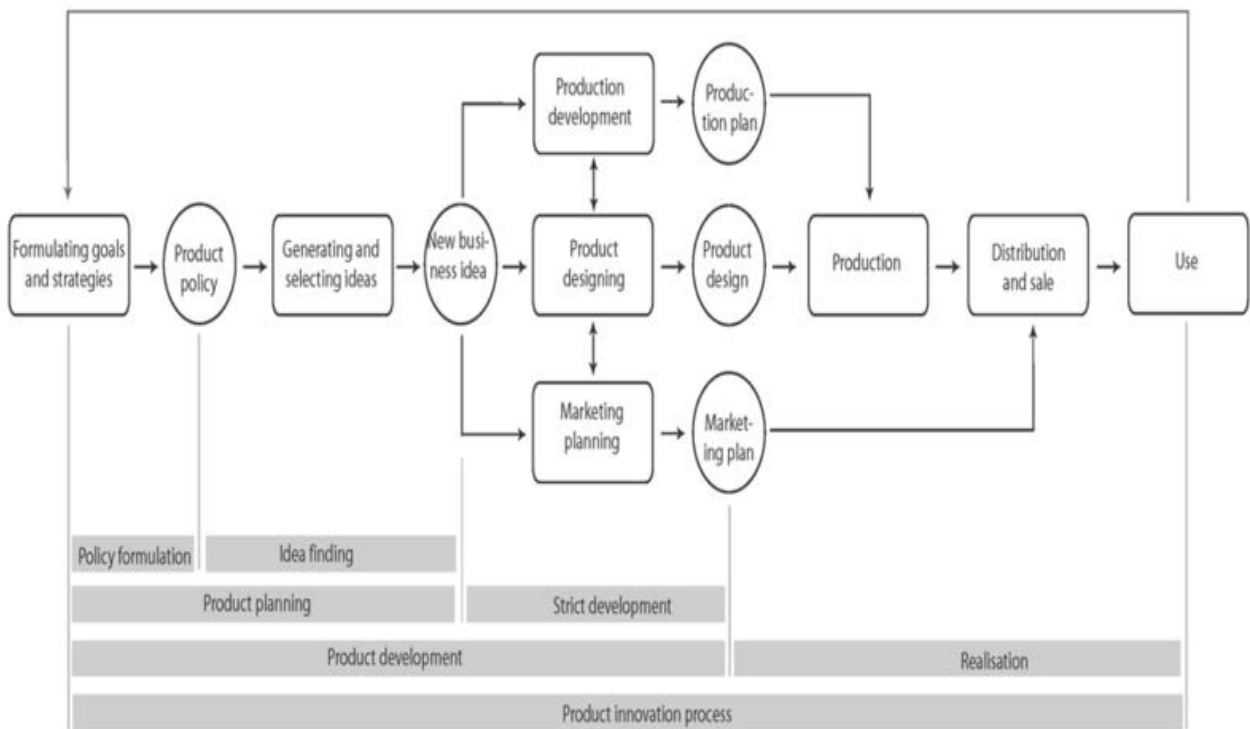 Production
development
Produc-
tion plan
Formulating goals
and strategies
Product
policy
Generating and
selecting ideas
New busi-
ness idea
Product
designing
Product
design
Production
Distribution
and sale
Use
Marketing
planning
Market-
ing plan
Policy formulation
Idea finding
Product planning
Strict development
Product development
Realisation
Product innovation process